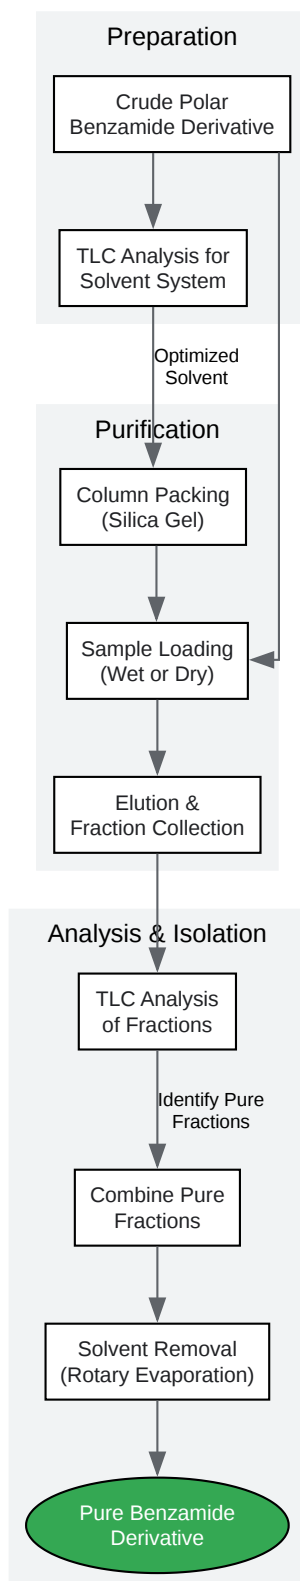 Preparation
Crude Polar
Benzamide Derivative
TLC Analysis for
Solvent System
Optimized
Solvent
Purification
Column Packing
(Silica Gel)
Sample Loading
(Wet or Dry)
Elution &
Fraction Collection
Analysis & Isolation
TLC Analysis
of Fractions
Identify Pure
Fractions
Combine Pure
Fractions
Solvent Removal
(Rotary Evaporation)
Pure Benzamide
Derivative